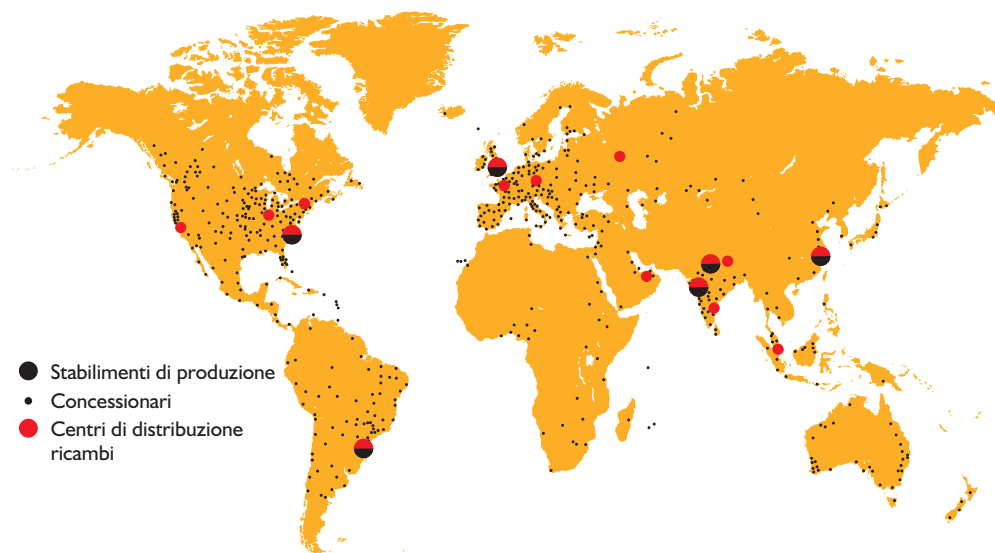 Stabilimenti di produzione
Concessionari
Centri di distribuzione
ricambi